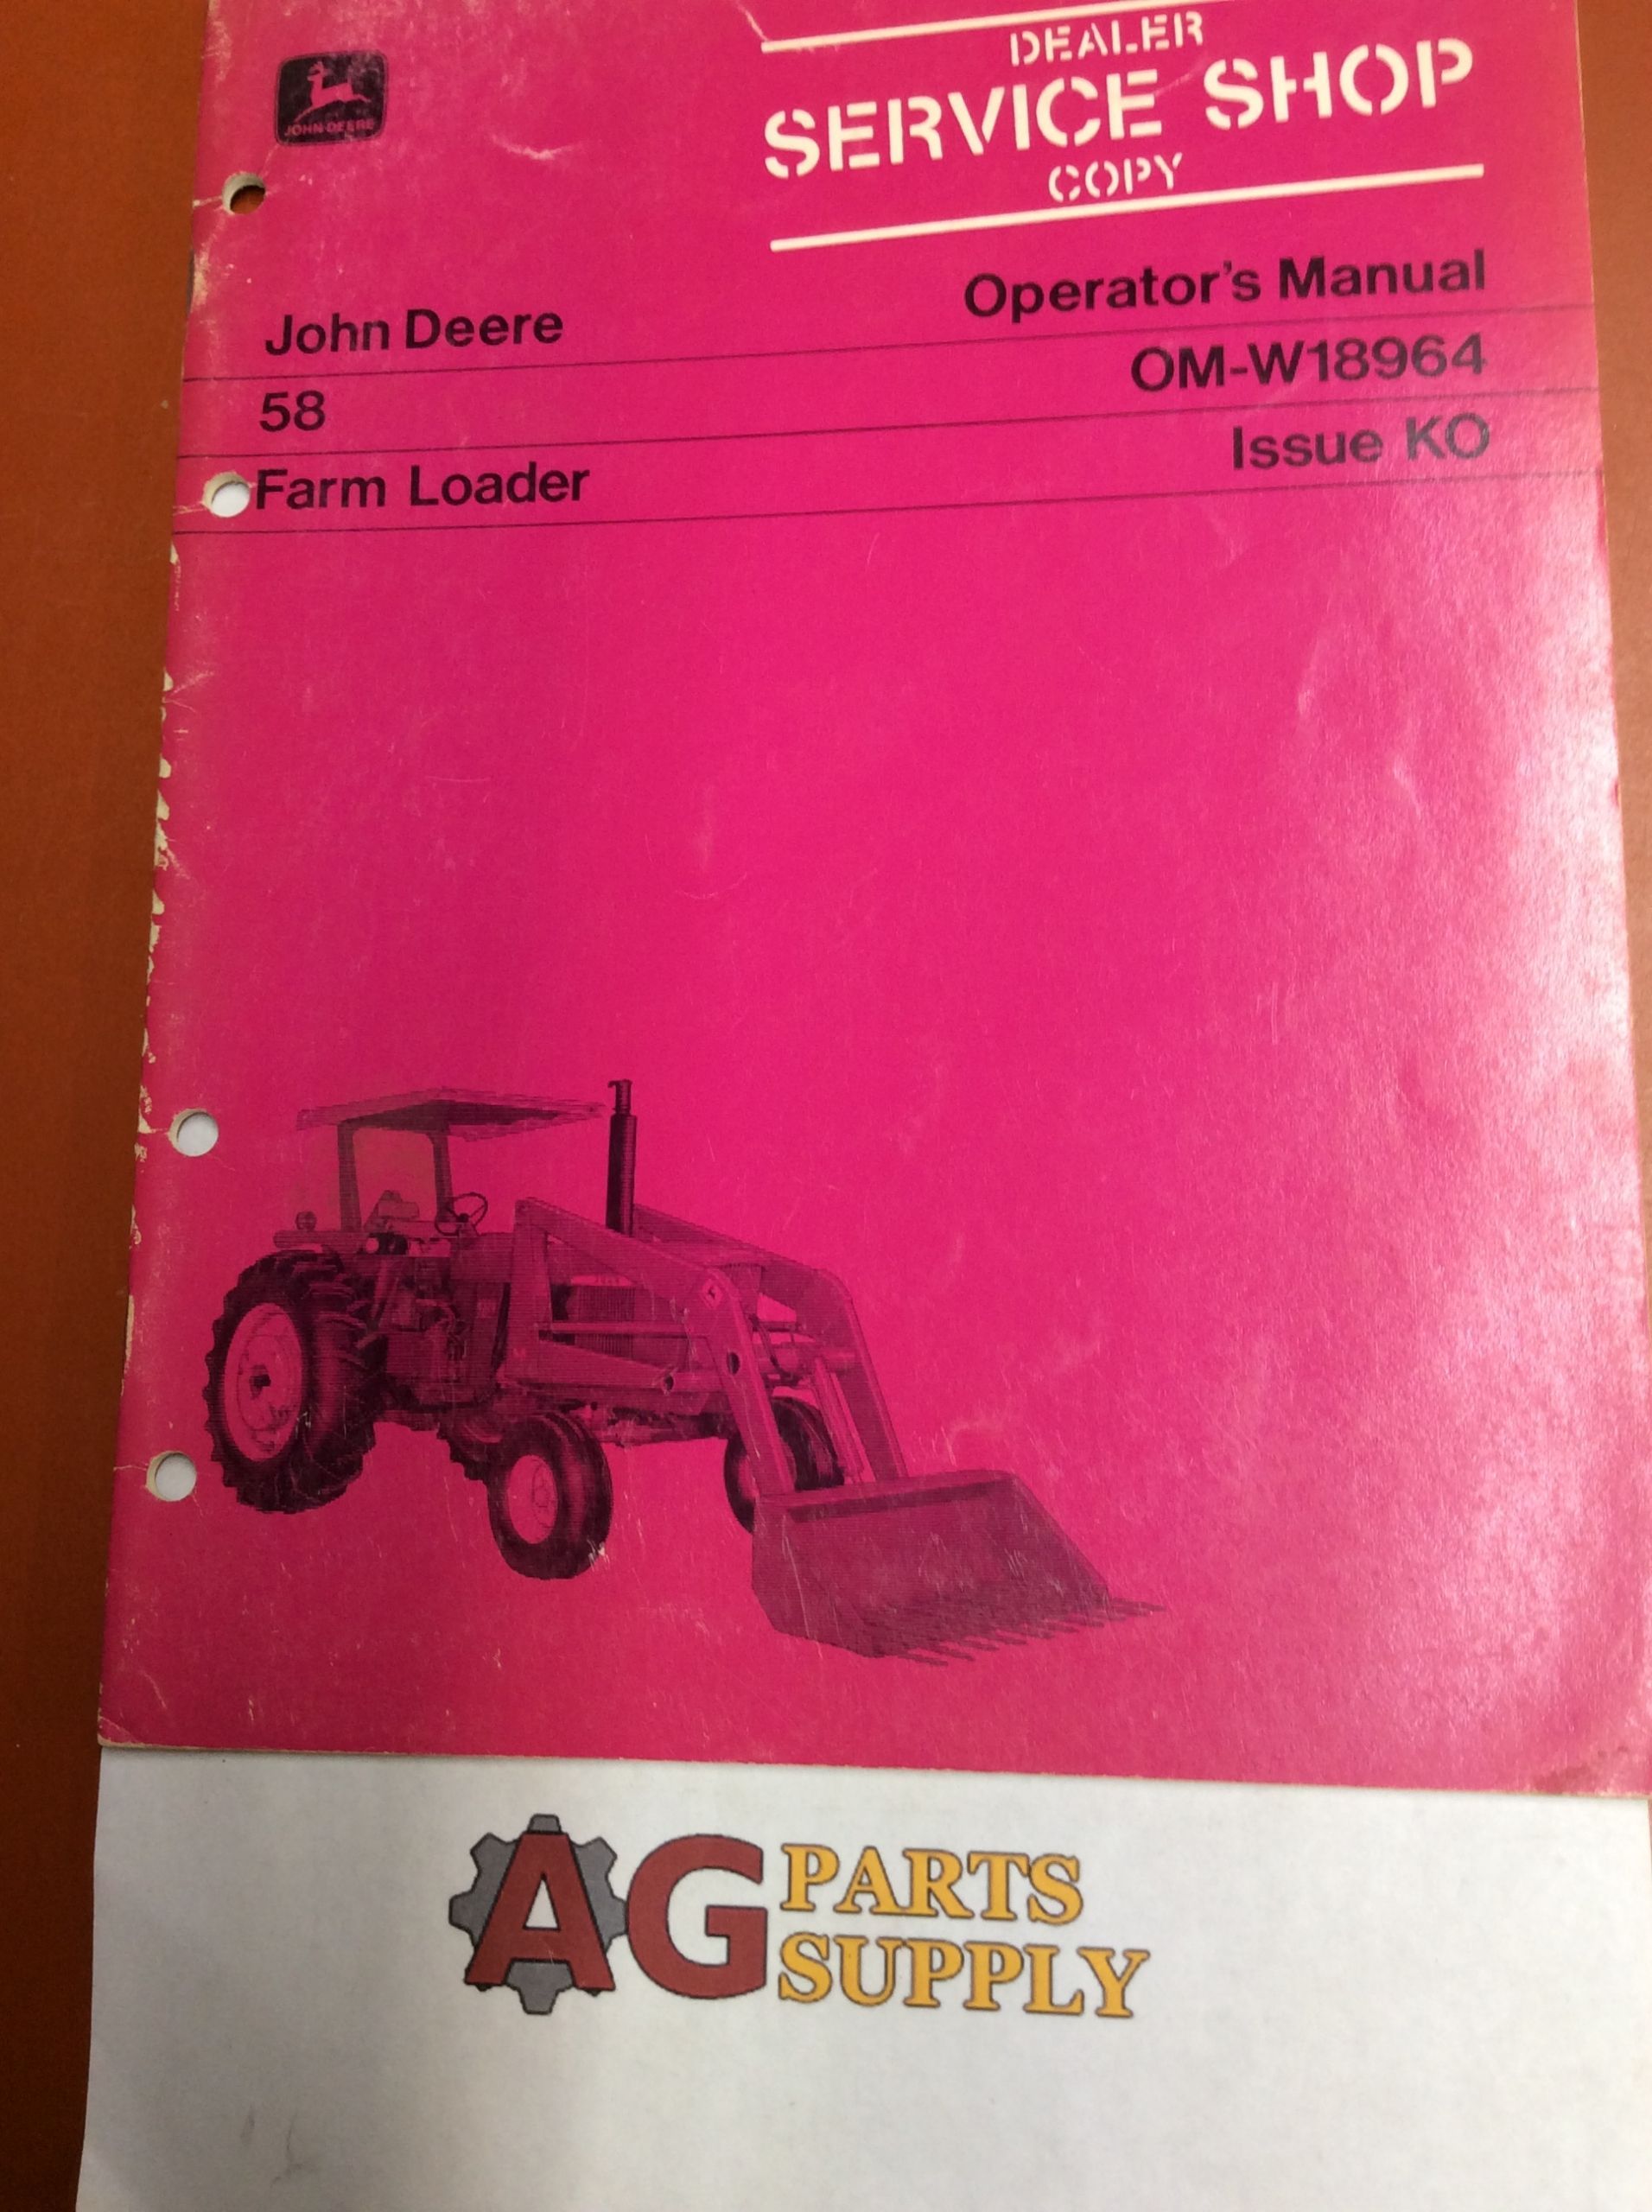 JOHN DEERE
DEALER
SERVICE SHOP
COPY
John Deere
Operator's Manual
58
OM-W18964
Farm Loader
Issue KO
AG PARTS
SUPPLY